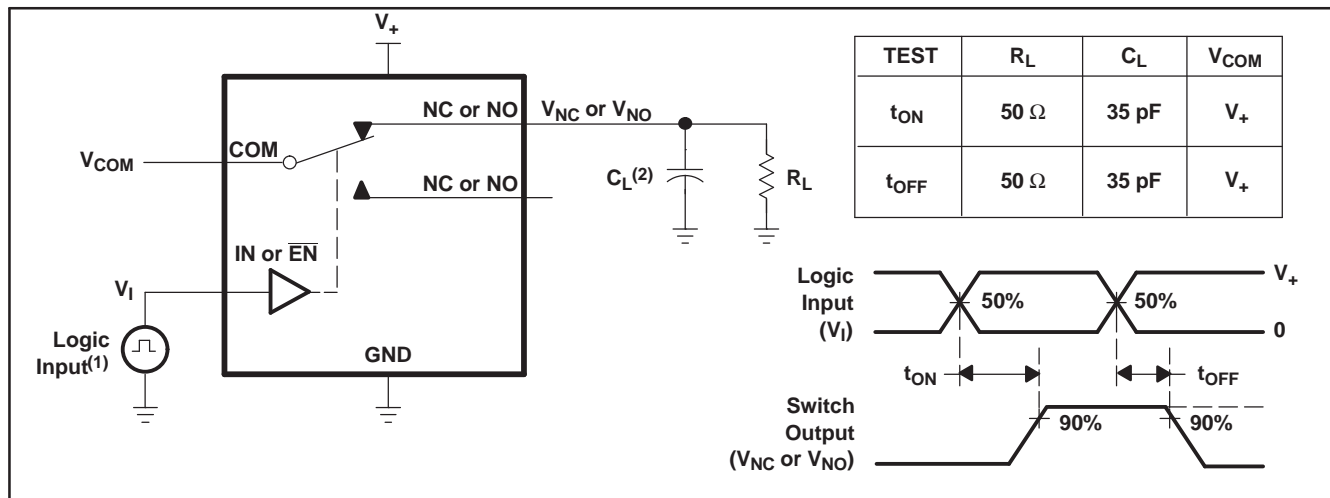 V+
NC or NO
VNC or VNO
COM
VCOM
NC or NO
CL(2)
RL
IN or EN
VI
Logic
Input(1)
GND
TEST RL CL VCOM
tON 50 Ω 35 pF V+
tOFF 50 Ω 35 pF V+
Logic
Input
(VI)
50%
50%
V+
0
tON
tOFF
Switch
Output
(VNC or VNO)
90%
90%